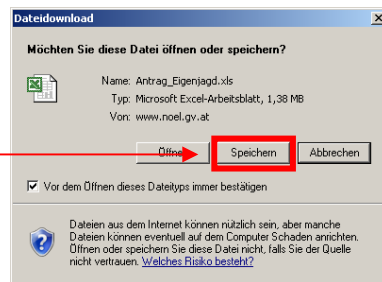 Dateidownload
Möchten Sie diese Datei öffnen oder speichern?
Name: Antrag_Eigenjagd.xls
Typ: Microsoft Excel-Arbeitsblatt, 1,38 MB
Von: www.noel.gv.at
Öffnen Speichern Abbrechen
Vor dem Öffnen dieses Dateityps immer bestätigen
Dateien aus dem Internet können nützlich sein, aber manche
Dateien können eventuell auf dem Computer Schaden anrichten.
Öffnen oder speichern Sie diese Datei nicht, falls Sie der Quelle
nicht vertrauen. Welches Risiko besteht?